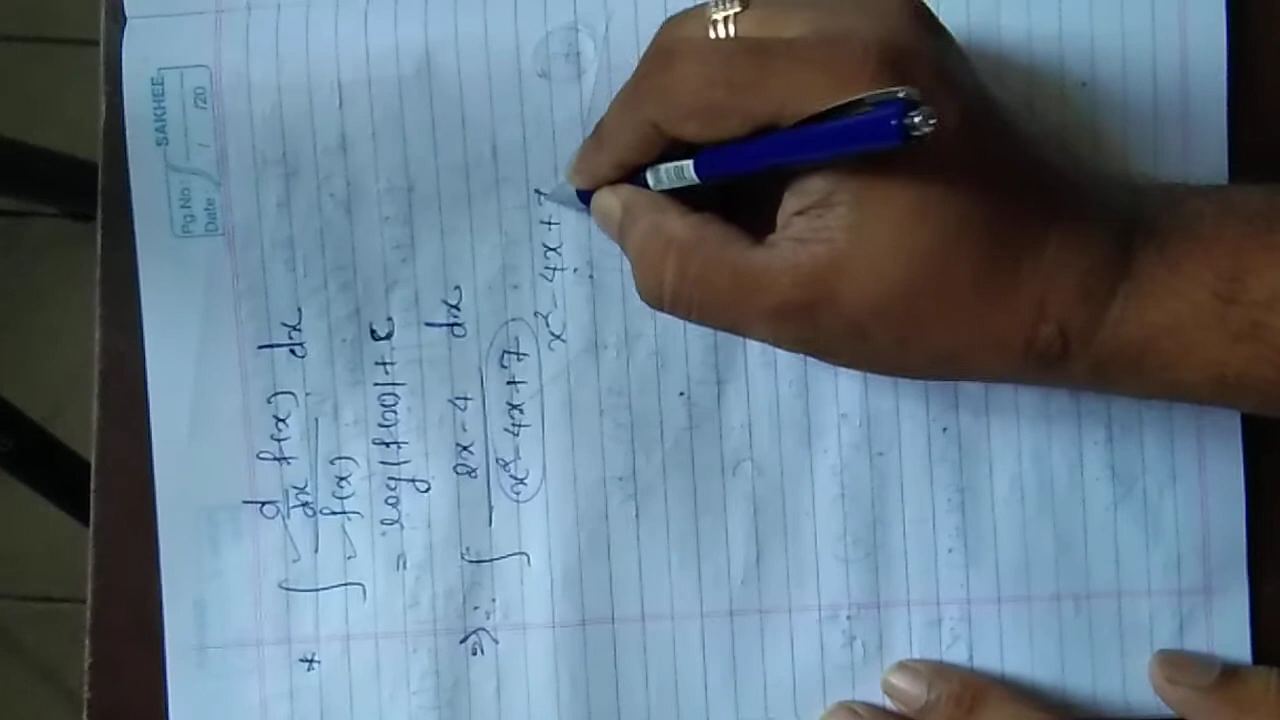 SAKHEE
Pg.No:
Date: / /20
* ∫ d/dx f(x) / f(x) dx
= log|f(x)|+c
⇒ ∴ ∫ 2x-4 / x²-4x+7 dx
x²-4x+7